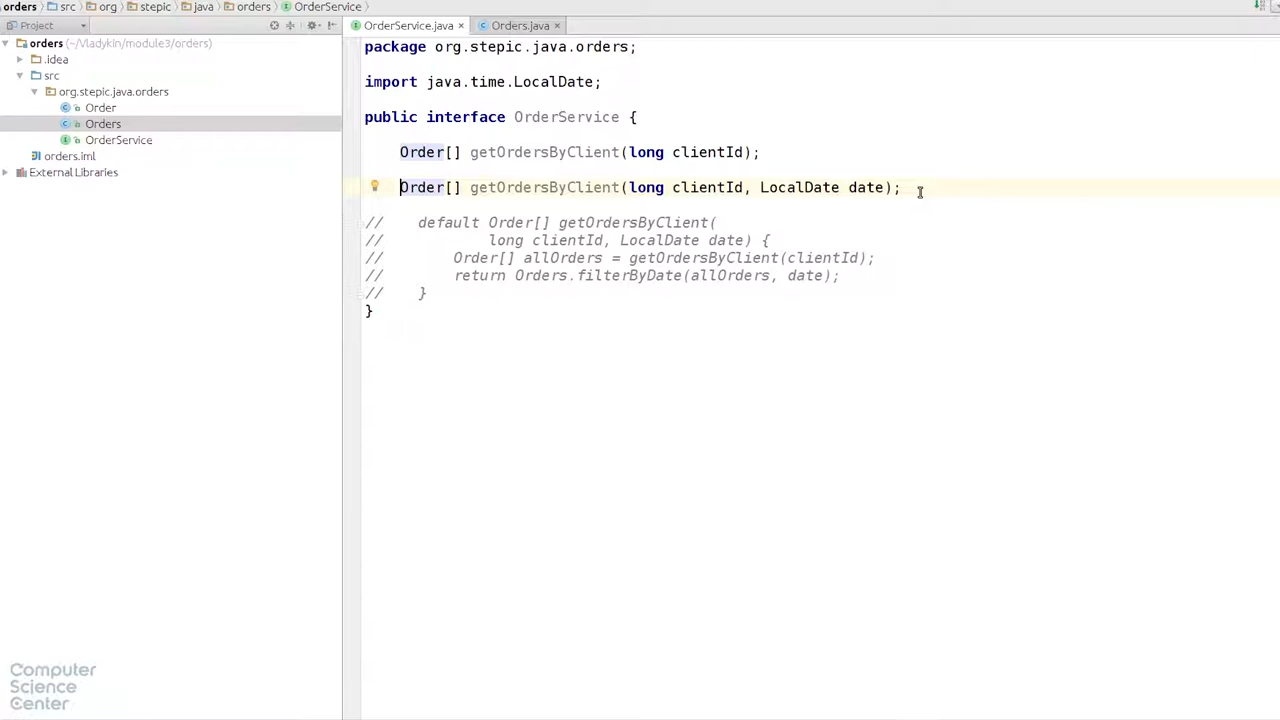 orders src org stepic java orders OrderService
Project
OrderService.java × Orders.java ×
orders (~/Vladykin/module3/orders)
.idea
src
org.stepic.java.orders
Order
Orders
OrderService
orders.iml
External Libraries
package org.stepic.java.orders;
import java.time.LocalDate;
public interface OrderService {
Order[] getOrdersByClient(long clientId);
Order[] getOrdersByClient(long clientId, LocalDate date);
//    default Order[] getOrdersByClient(
//            long clientId, LocalDate date) {
//        Order[] allOrders = getOrdersByClient(clientId);
//        return Orders.filterByDate(allOrders, date);
//    }
}
Computer
Science
Center